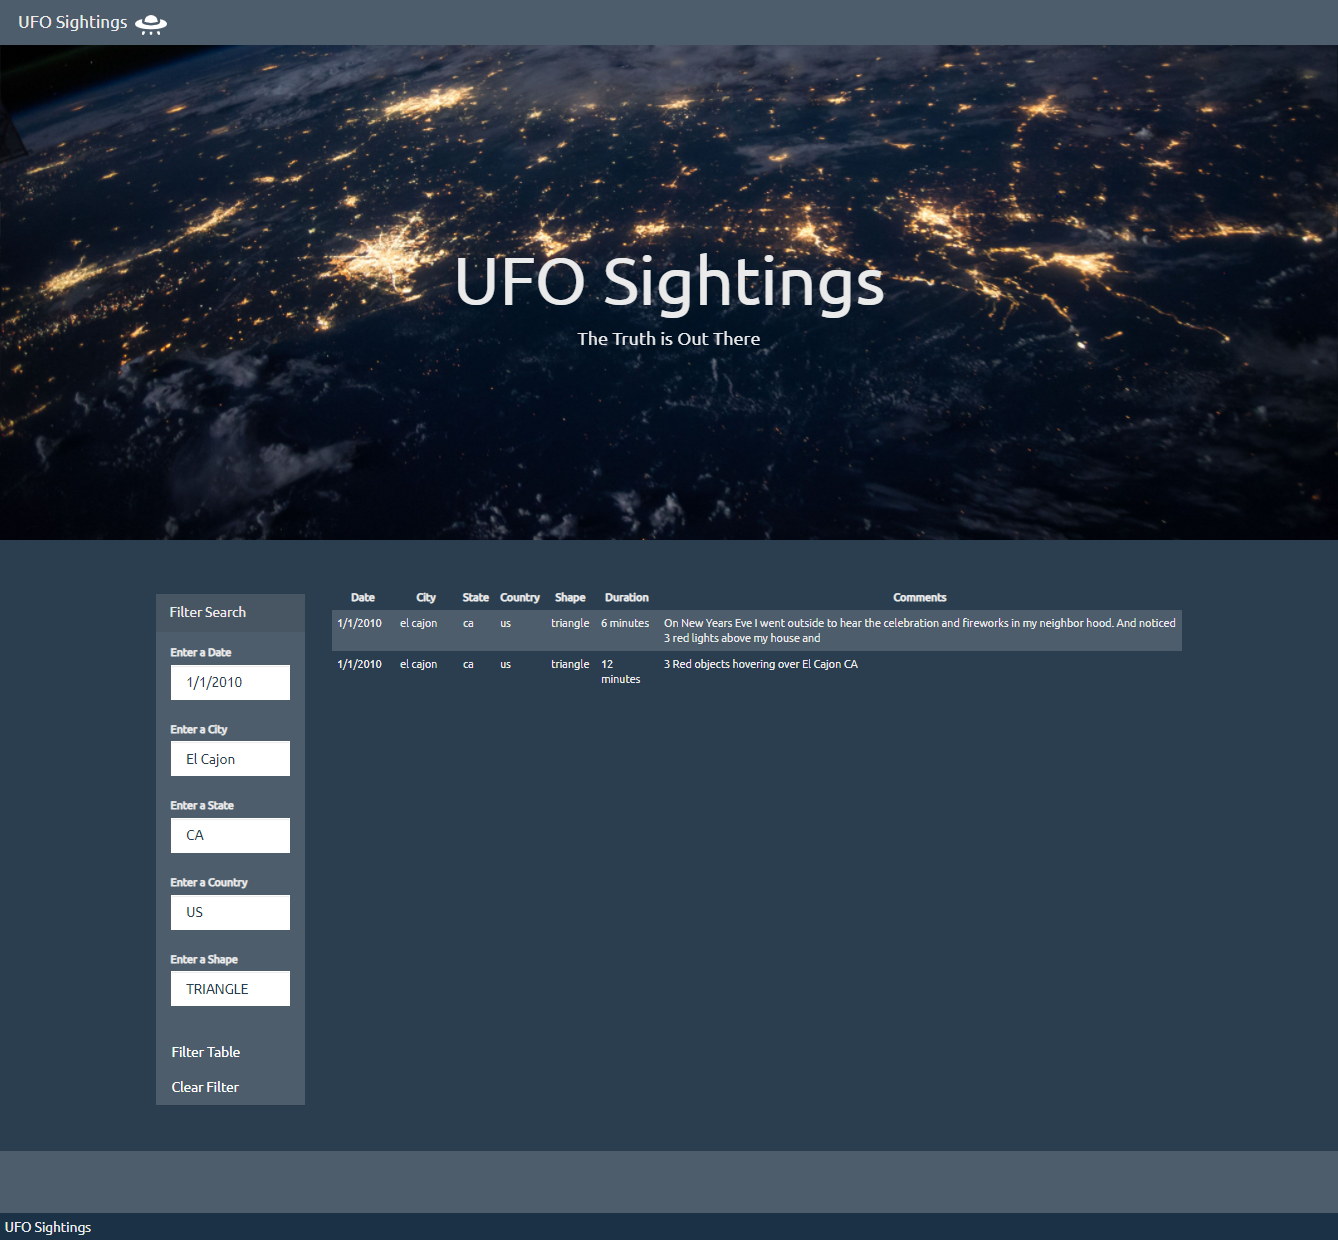 UFO Sightings
UFO Sightings
The Truth is Out There
Filter Search
Enter a Date
1/1/2010
Enter a City
El Cajon
Enter a State
CA
Enter a Country
US
Enter a Shape
TRIANGLE
Filter Table
Clear Filter
Date City State Country Shape Duration Comments
1/1/2010 el cajon ca us triangle 6 minutes On New Years Eve I went outside to hear the celebration and fireworks in my neighbor hood. And noticed
3 red lights above my house and
1/1/2010 el cajon ca us triangle 12 3 Red objects hovering over El Cajon CA
minutes
UFO Sightings